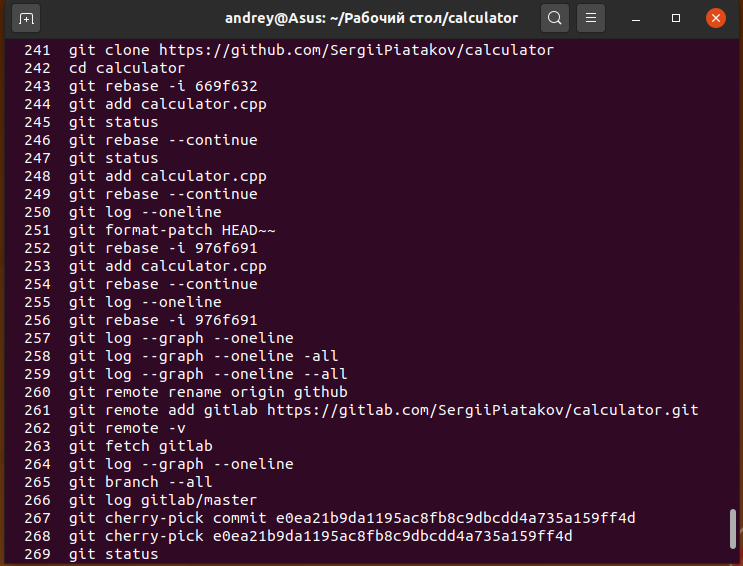 andrey@Asus: ~/Рабочий стол/calculator
241 git clone https://github.com/SergiiPiatakov/calculator
242 cd calculator
243 git rebase -i 669f632
244 git add calculator.cpp
245 git status
246 git rebase --continue
247 git status
248 git add calculator.cpp
249 git rebase --continue
250 git log --oneline
251 git format-patch HEAD~~
252 git rebase -i 976f691
253 git add calculator.cpp
254 git rebase --continue
255 git log --oneline
256 git rebase -i 976f691
257 git log --graph --oneline
258 git log --graph --oneline -all
259 git log --graph --oneline --all
260 git remote rename origin github
261 git remote add gitlab https://gitlab.com/SergiiPiatakov/calculator.git
262 git remote -v
263 git fetch gitlab
264 git log --graph --oneline
265 git branch --all
266 git log gitlab/master
267 git cherry-pick commit e0ea21b9da1195ac8fb8c9dbcdd4a735a159ff4d
268 git cherry-pick e0ea21b9da1195ac8fb8c9dbcdd4a735a159ff4d
269 git status